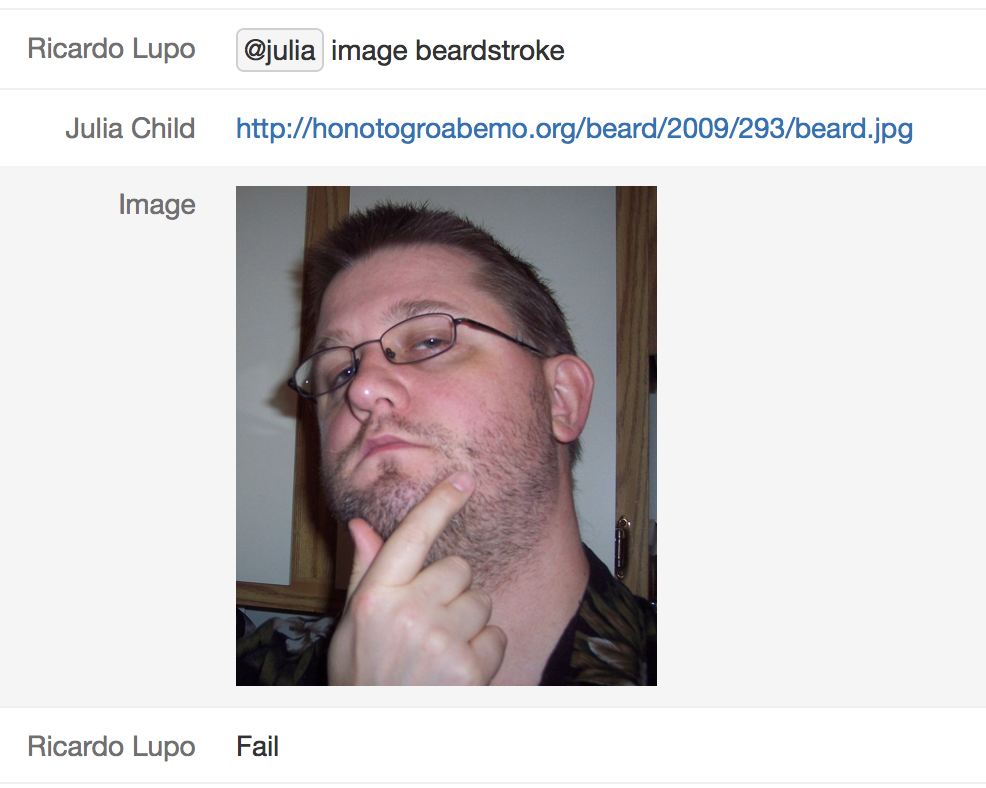 Ricardo Lupo @julia image beardstroke
Julia Child http://honotogroabemo.org/beard/2009/293/beard.jpg
Image
Ricardo Lupo Fail